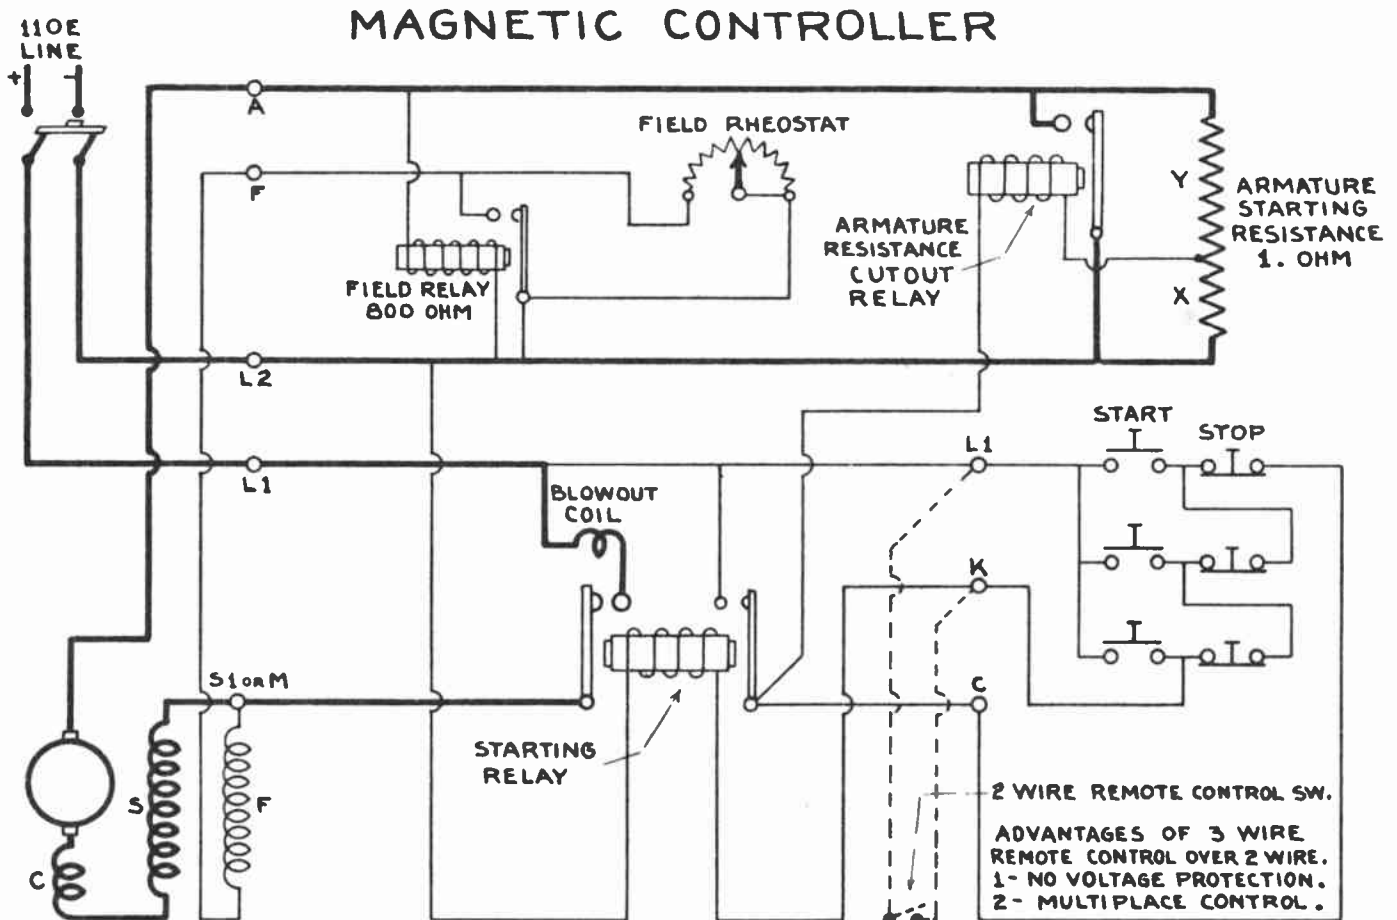 MAGNETIC CONTROLLER
110E
LINE
+ -
A
FIELD RHEOSTAT
F
Y
ARMATURE
STARTING
RESISTANCE
1. OHM
ARMATURE
RESISTANCE
CUTOUT
RELAY
FIELD RELAY
800 OHM
X
L2
START
STOP
L1
L1
BLOWOUT
COIL
K
S1 OR M
C
STARTING
RELAY
S
F
C
2 WIRE REMOTE CONTROL SW.
ADVANTAGES OF 3 WIRE
REMOTE CONTROL OVER 2 WIRE.
1- NO VOLTAGE PROTECTION.
2- MULTIPLACE CONTROL.